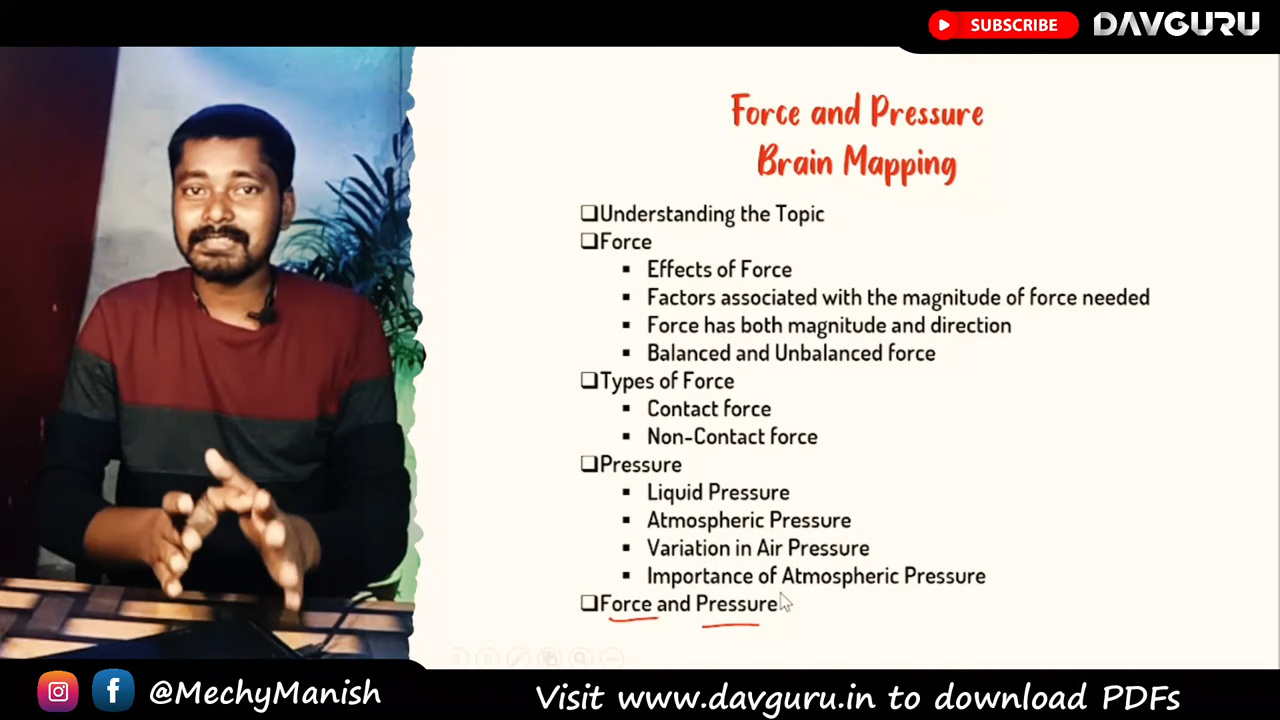 SUBSCRIBE DAVGURU
Force and Pressure
Brain Mapping
❑Understanding the Topic
❑Force
▪ Effects of Force
▪ Factors associated with the magnitude of force needed
▪ Force has both magnitude and direction
▪ Balanced and Unbalanced force
❑Types of Force
▪ Contact force
▪ Non-Contact force
❑Pressure
▪ Liquid Pressure
▪ Atmospheric Pressure
▪ Variation in Air Pressure
▪ Importance of Atmospheric Pressure
❑Force and Pressure
@MechyManish
Visit www.davguru.in to download PDFs